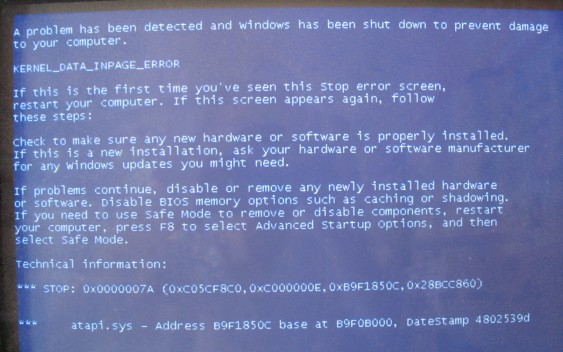 A problem has been detected and Windows has been shut down to prevent damage
to your computer.
KERNEL_DATA_INPAGE_ERROR
If this is the first time you've seen this Stop error screen,
restart your computer. If this screen appears again, follow
these steps:
Check to make sure any new hardware or software is properly installed.
If this is a new installation, ask your hardware or software manufacturer
for any Windows updates you might need.
If problems continue, disable or remove any newly installed hardware
or software. Disable BIOS memory options such as caching or shadowing.
If you need to use Safe Mode to remove or disable components, restart
your computer, press F8 to select Advanced Startup Options, and then
select Safe Mode.
Technical information:
*** STOP: 0x0000007A (0xC05CF8C0,0xC000000E,0xB9F1850C,0x28BCC860)
*** atapi.sys - Address B9F1850C base at B9F0B000, DateStamp 4802539d